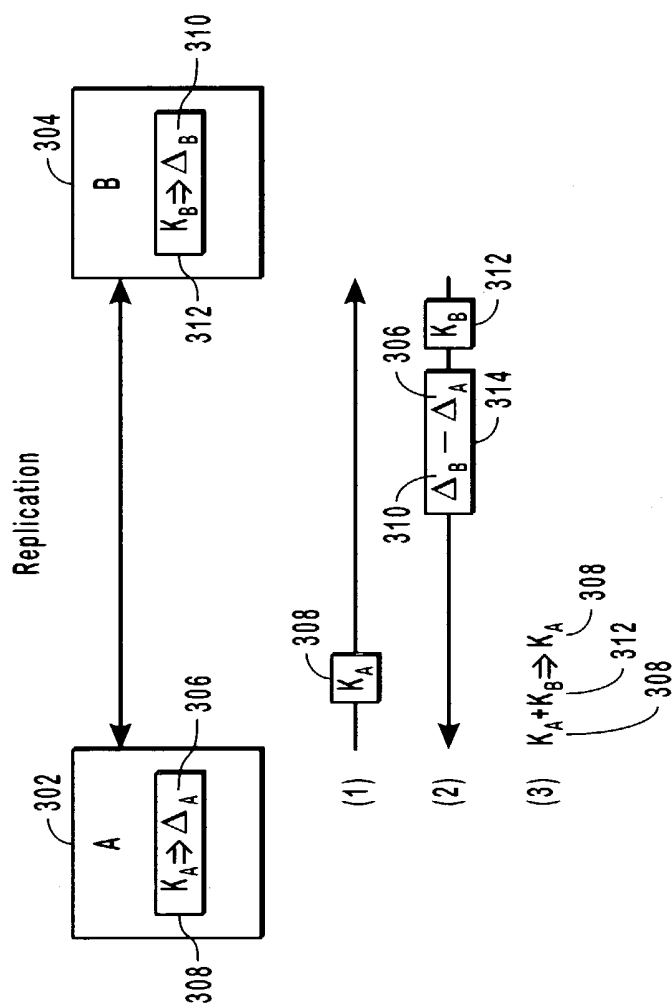 Replication
302
304
A
B
K_A ⇒ Δ_A
K_B ⇒ Δ_B
308
306
312
310
(1)
308
K_A
(2)
310
306
Δ_B − Δ_A
K_B
314
312
(3)
K_A + K_B ⇒ K_A
308
312
308